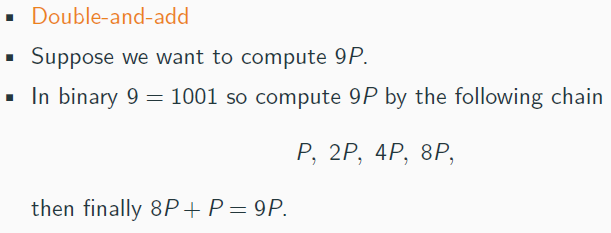 ▪ Double-and-add
▪ Suppose we want to compute 9P.
▪ In binary 9 = 1001 so compute 9P by the following chain
P, 2P, 4P, 8P,
then finally 8P + P = 9P.